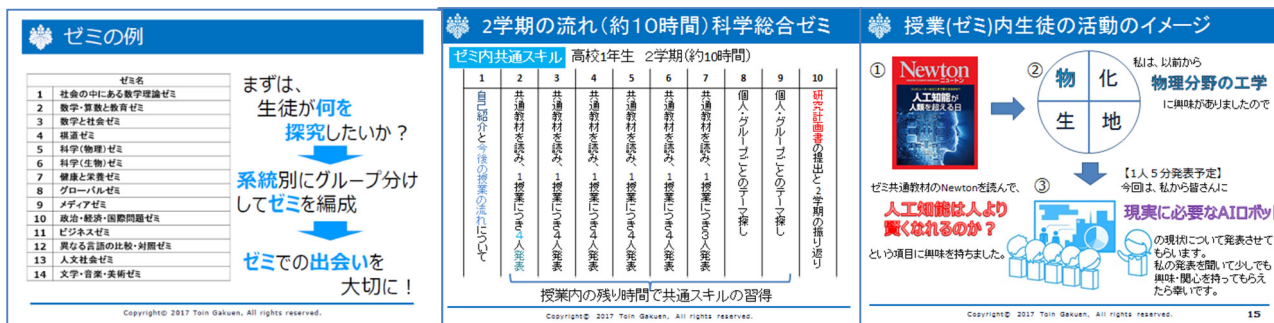 ゼミの例
ゼミ名
1 社会の中にある数学理論ゼミ
2 数学・算数と教育ゼミ
3 数学と社会ゼミ
4 棋道ゼミ
5 科学(物理)ゼミ
6 科学(生物)ゼミ
7 健康と栄養ゼミ
8 グローバルゼミ
9 メディアゼミ
10 政治・経済・国際問題ゼミ
11 ビジネスゼミ
12 異なる言語の比較・対照ゼミ
13 人文社会ゼミ
14 文学・音楽・美術ゼミ
まずは、
生徒が何を
探究したいか？
系統別にグループ分け
してゼミを編成
ゼミでの出会いを
大切に！
Copyright© 2017 Toin Gakuen, All rights reserved.
2学期の流れ(約10時間)科学総合ゼミ
ゼミ内共通スキル 高校1年生 2学期(約10時間)
1 自己紹介と今後の授業の流れについて
2 共通教材を読み、1授業につき4人発表
3 共通教材を読み、1授業につき4人発表
4 共通教材を読み、1授業につき4人発表
5 共通教材を読み、1授業につき4人発表
6 共通教材を読み、1授業につき4人発表
7 共通教材を読み、1授業につき3人発表
8 個人・グループごとのテーマ探し
9 個人・グループごとのテーマ探し
10 研究計画書の提出と2学期の振り返り
授業内の残り時間で共通スキルの習得
Copyright© 2017 Toin Gakuen, All rights reserved.
授業(ゼミ)内生徒の活動のイメージ
①
Newton
ニュートン
人工知能が
人類を超える日
ゼミ共通教材のNewtonを読んで、
人工知能は人より
賢くなれるのか？
という項目に興味を持ちました。
②
物 化
生 地
私は、以前から
物理分野の工学
に興味がありましたので
③
【1人5分発表予定】
今回は、私から皆さんに
現実に必要なAIロボット
の現状について発表させて
もらいます。
私の発表を聞いて少しでも
興味・関心を持ってもらえ
たら幸いです。
Copyright© 2017 Toin Gakuen, All rights reserved.
15